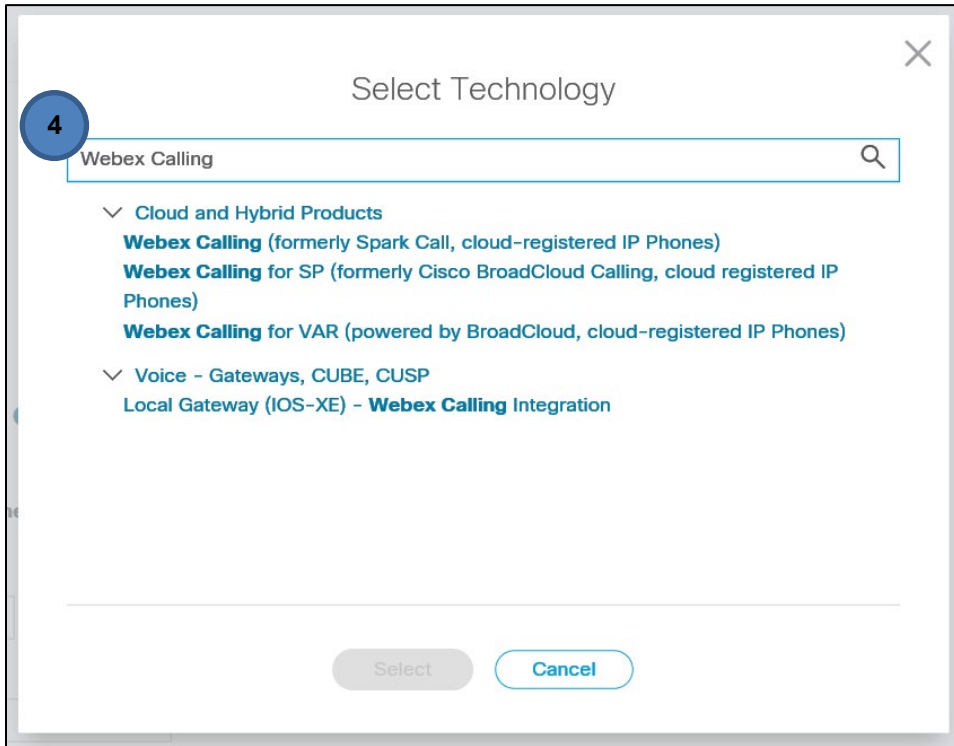 Select Technology
4
Webex Calling
Cloud and Hybrid Products
Webex Calling (formerly Spark Call, cloud-registered IP Phones)
Webex Calling for SP (formerly Cisco BroadCloud Calling, cloud registered IP
Phones)
Webex Calling for VAR (powered by BroadCloud, cloud-registered IP Phones)
Voice - Gateways, CUBE, CUSP
Local Gateway (IOS-XE) - Webex Calling Integration
Select
Cancel